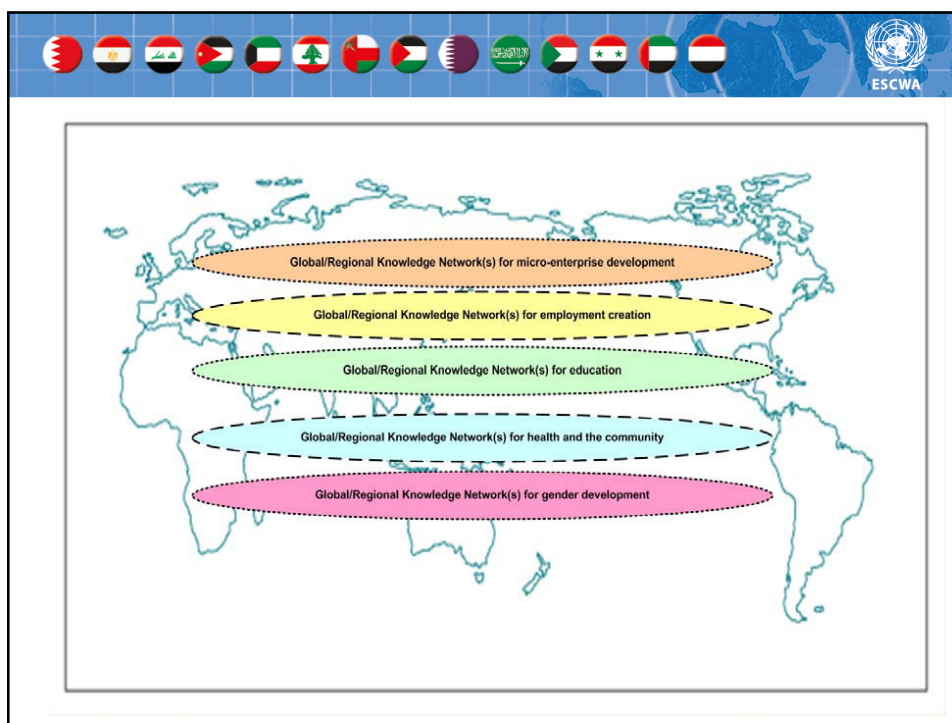 ESCWA
Global/Regional Knowledge Network(s) for micro-enterprise development
Global/Regional Knowledge Network(s) for employment creation
Global/Regional Knowledge Network(s) for education
Global/Regional Knowledge Network(s) for health and the community
Global/Regional Knowledge Network(s) for gender development